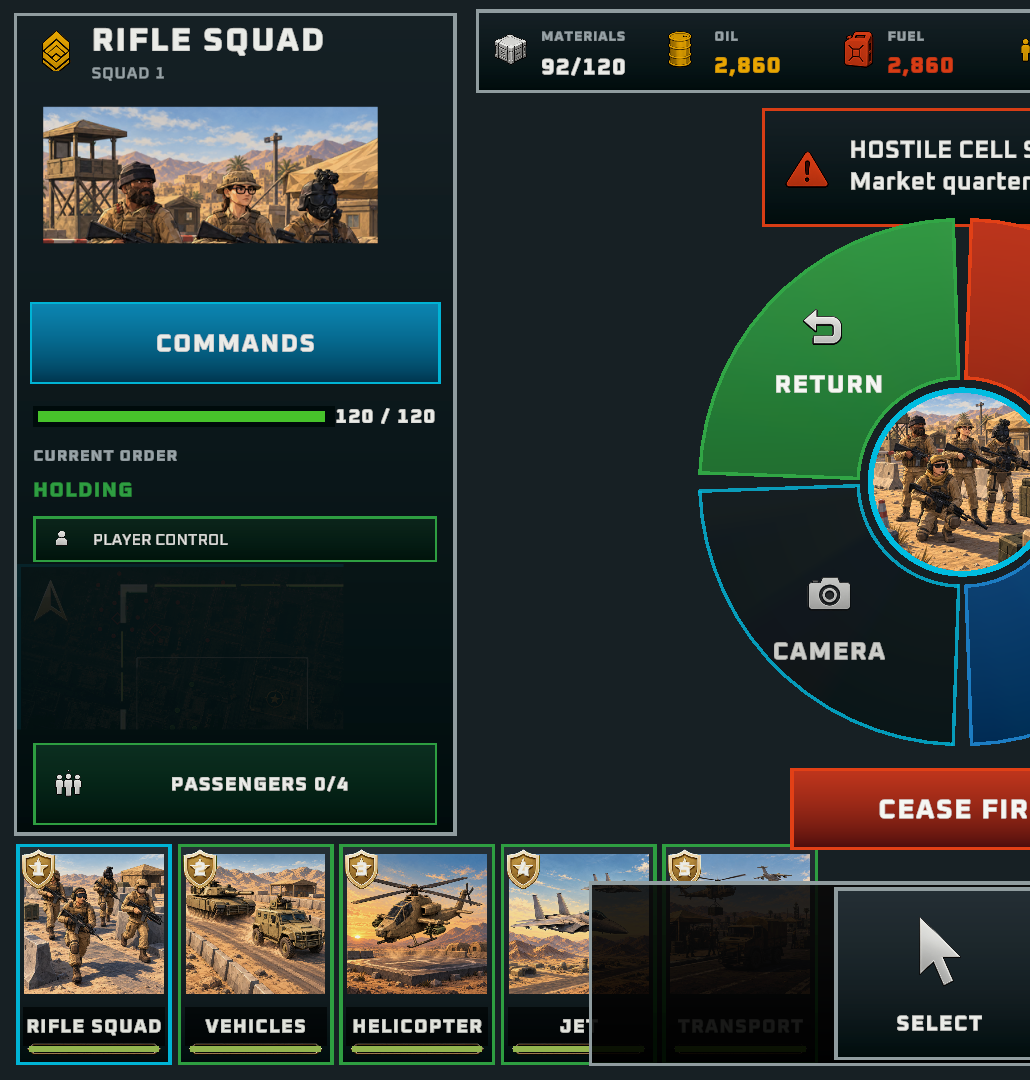 RIFLE SQUAD
SQUAD 1
COMMANDS
120 / 120
CURRENT ORDER
HOLDING
PLAYER CONTROL
PASSENGERS 0/4
MATERIALS
92/120
OIL
2,860
FUEL
2,860
HOSTILE CELL S
Market quarter
RETURN
CAMERA
CEASE FIR
RIFLE SQUAD
VEHICLES
HELICOPTER
JET
TRANSPORT
SELECT